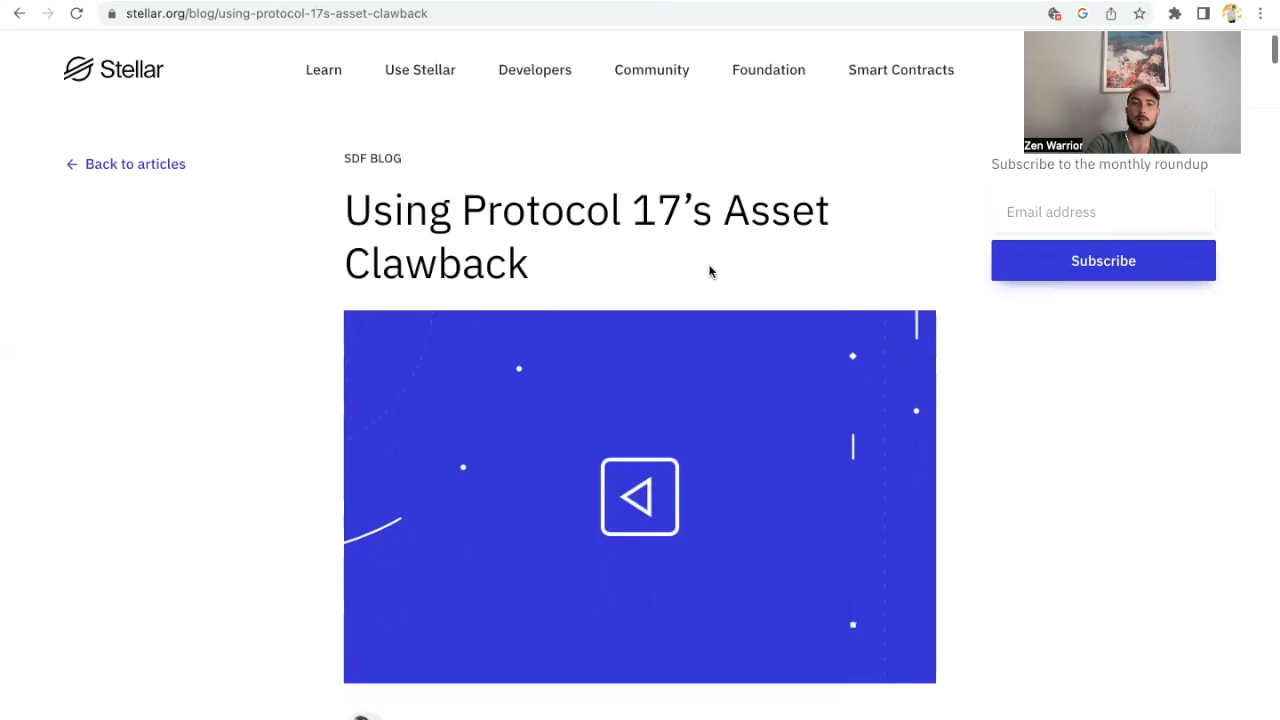 stellar.org/blog/using-protocol-17s-asset-clawback
Stellar
Learn
Use Stellar
Developers
Community
Foundation
Smart Contracts
Zen Warrior
← Back to articles
SDF BLOG
Subscribe to the monthly roundup
Using Protocol 17’s Asset
Clawback
Email address
Subscribe